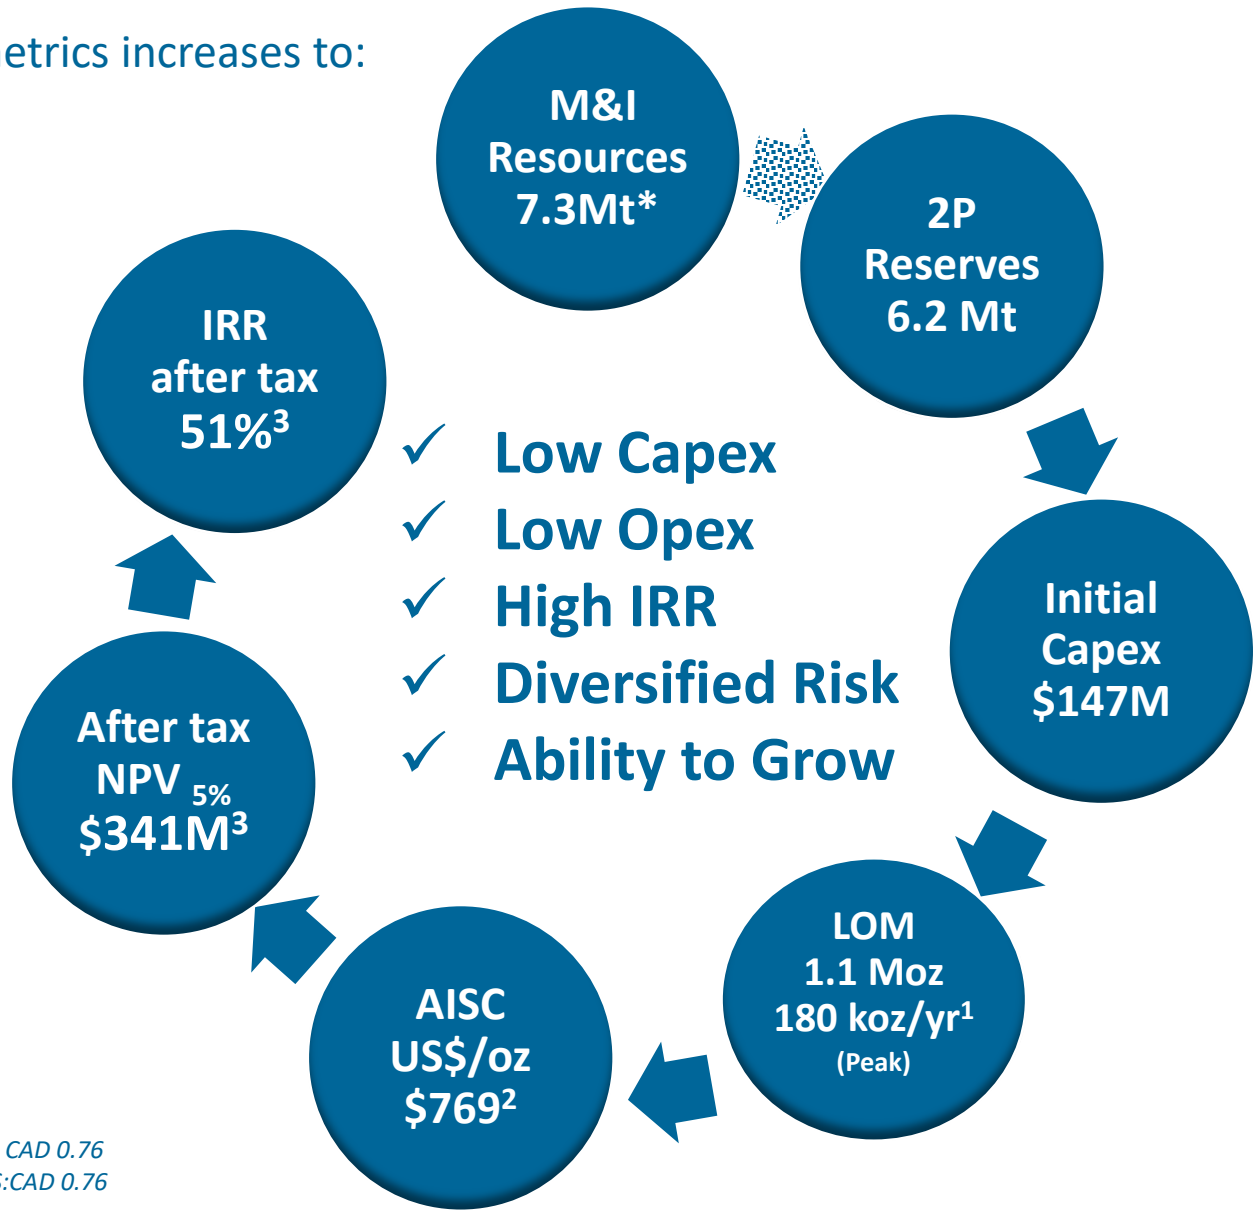 etrics increases to:
M&I
Resources
7.3Mt*
2P
Reserves
6.2 Mt
Initial
Capex
$147M
LOM
1.1 Moz
180 koz/yr1
(Peak)
AISC
US$/oz
$7692
After tax
NPV 5%
$341M3
IRR
after tax
51%3
✓ Low Capex
✓ Low Opex
✓ High IRR
✓ Diversified Risk
✓ Ability to Grow
CAD 0.76
:CAD 0.76